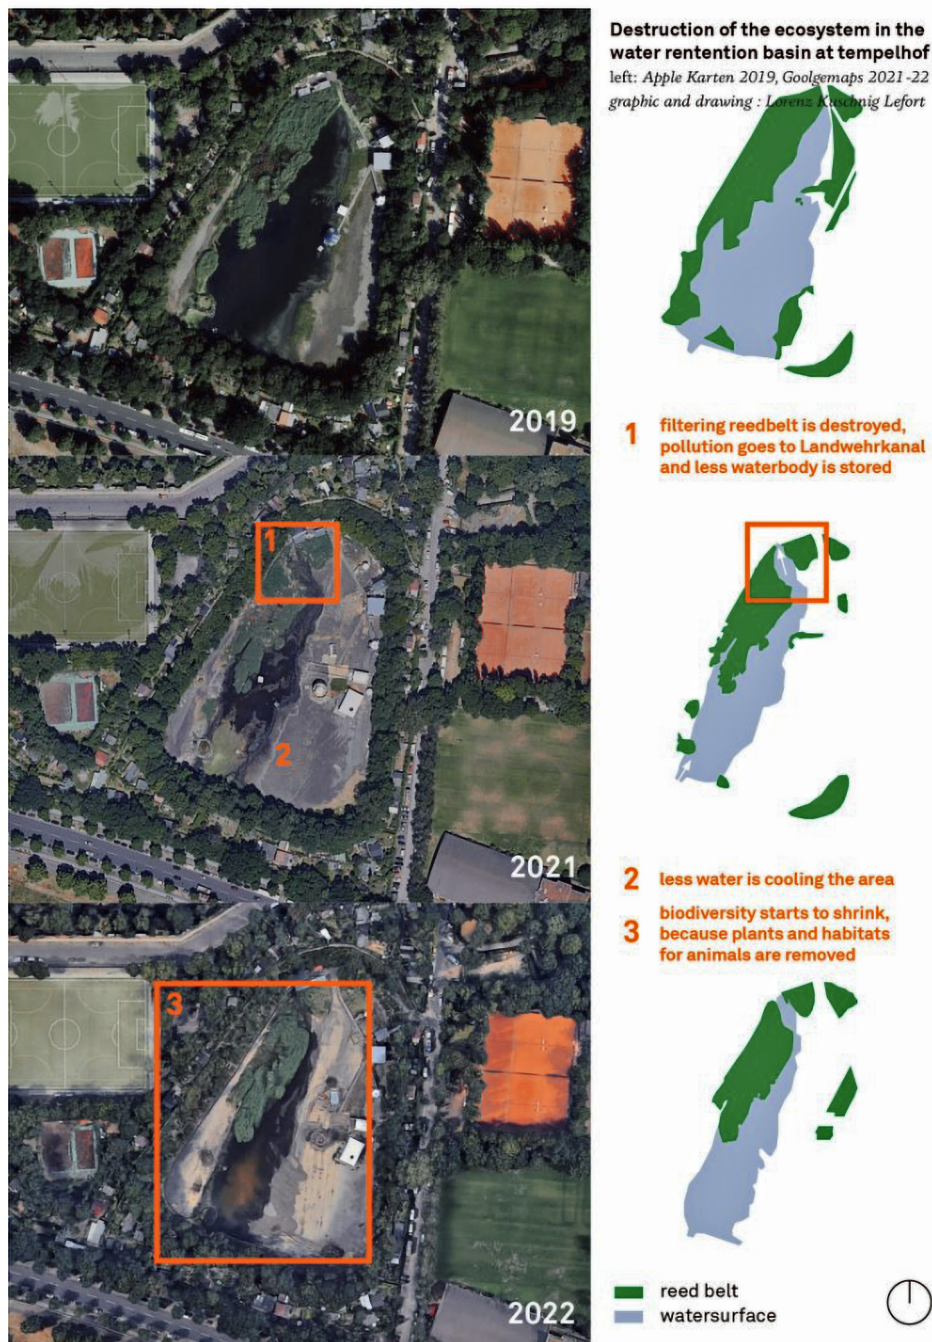 Destruction of the ecosystem in the
water rentention basin at tempelhof
left: Apple Karten 2019, Goolgemaps 2021-22
graphic and drawing : Lorenz Kuschnig Lefort
2019
1 filtering reedbelt is destroyed,
pollution goes to Landwehrkanal
and less waterbody is stored
1
2
2021
2 less water is cooling the area
3 biodiversity starts to shrink,
because plants and habitats
for animals are removed
3
2022
reed belt
watersurface